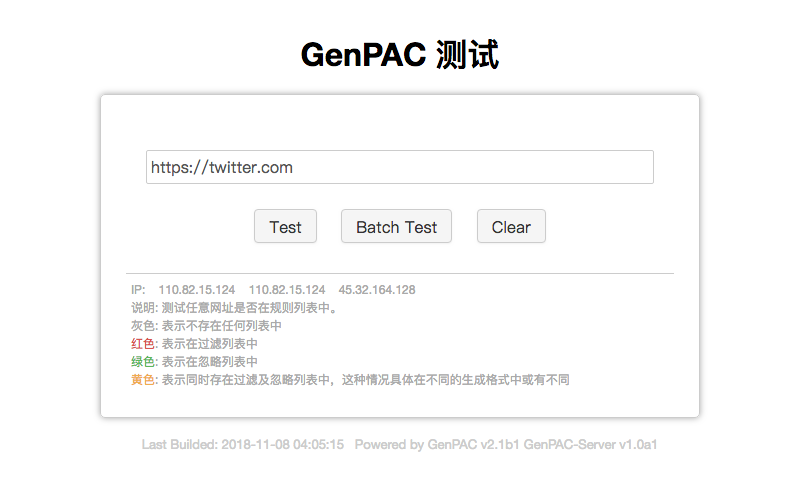 GenPAC 测试
https://twitter.com
Test Batch Test Clear
IP: 110.82.15.124 110.82.15.124 45.32.164.128
说明: 测试任意网址是否在规则列表中。
灰色: 表示不存在任何列表中
红色: 表示在过滤列表中
绿色: 表示在忽略列表中
黄色: 表示同时存在过滤及忽略列表中，这种情况具体在不同的生成格式中或有不同
Last Builded: 2018-11-08 04:05:15 Powered by GenPAC v2.1b1 GenPAC-Server v1.0a1